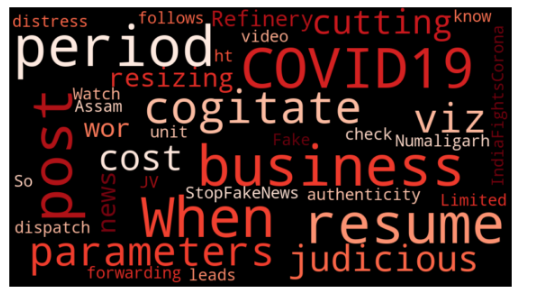 distress follows Refinery cutting know
period video
ht COVID19
resizing
Watch
Assam cogitate viz
post wor unit check Numaligarh IndiaFightsCorona
cost Fake
business
So news JV StopFakeNews authenticity Limited
When resume
dispatch
parameters judicious
forwarding leads